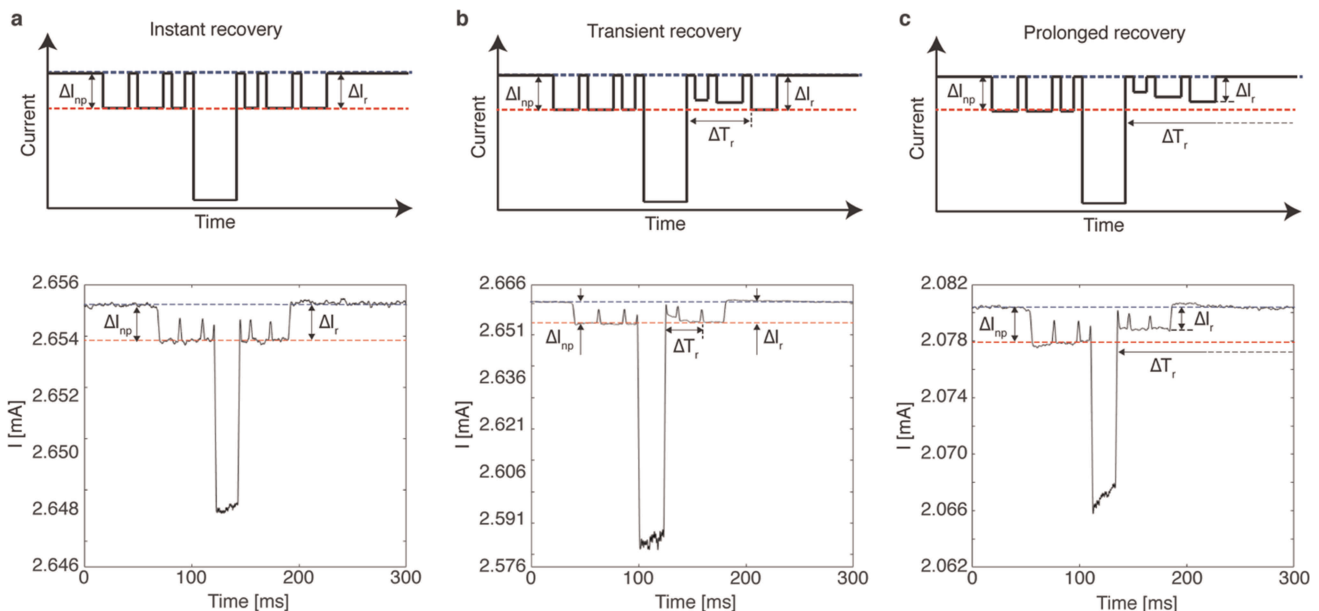 a
Instant recovery
ΔInp
ΔIr
Current
Time
b
Transient recovery
ΔInp
ΔIr
ΔTr
Current
Time
c
Prolonged recovery
ΔInp
ΔIr
ΔTr
Current
Time
2.656
2.654
2.652
2.650
2.648
2.646
I [mA]
ΔInp
ΔIr
0
100
200
300
Time [ms]
2.666
2.651
2.636
2.621
2.606
2.591
2.576
ΔInp
ΔTr
ΔIr
0
100
200
300
Time [ms]
2.082
2.078
2.074
2.070
2.066
2.062
I [mA]
ΔInp
ΔIr
ΔTr
0
100
200
300
Time [ms]